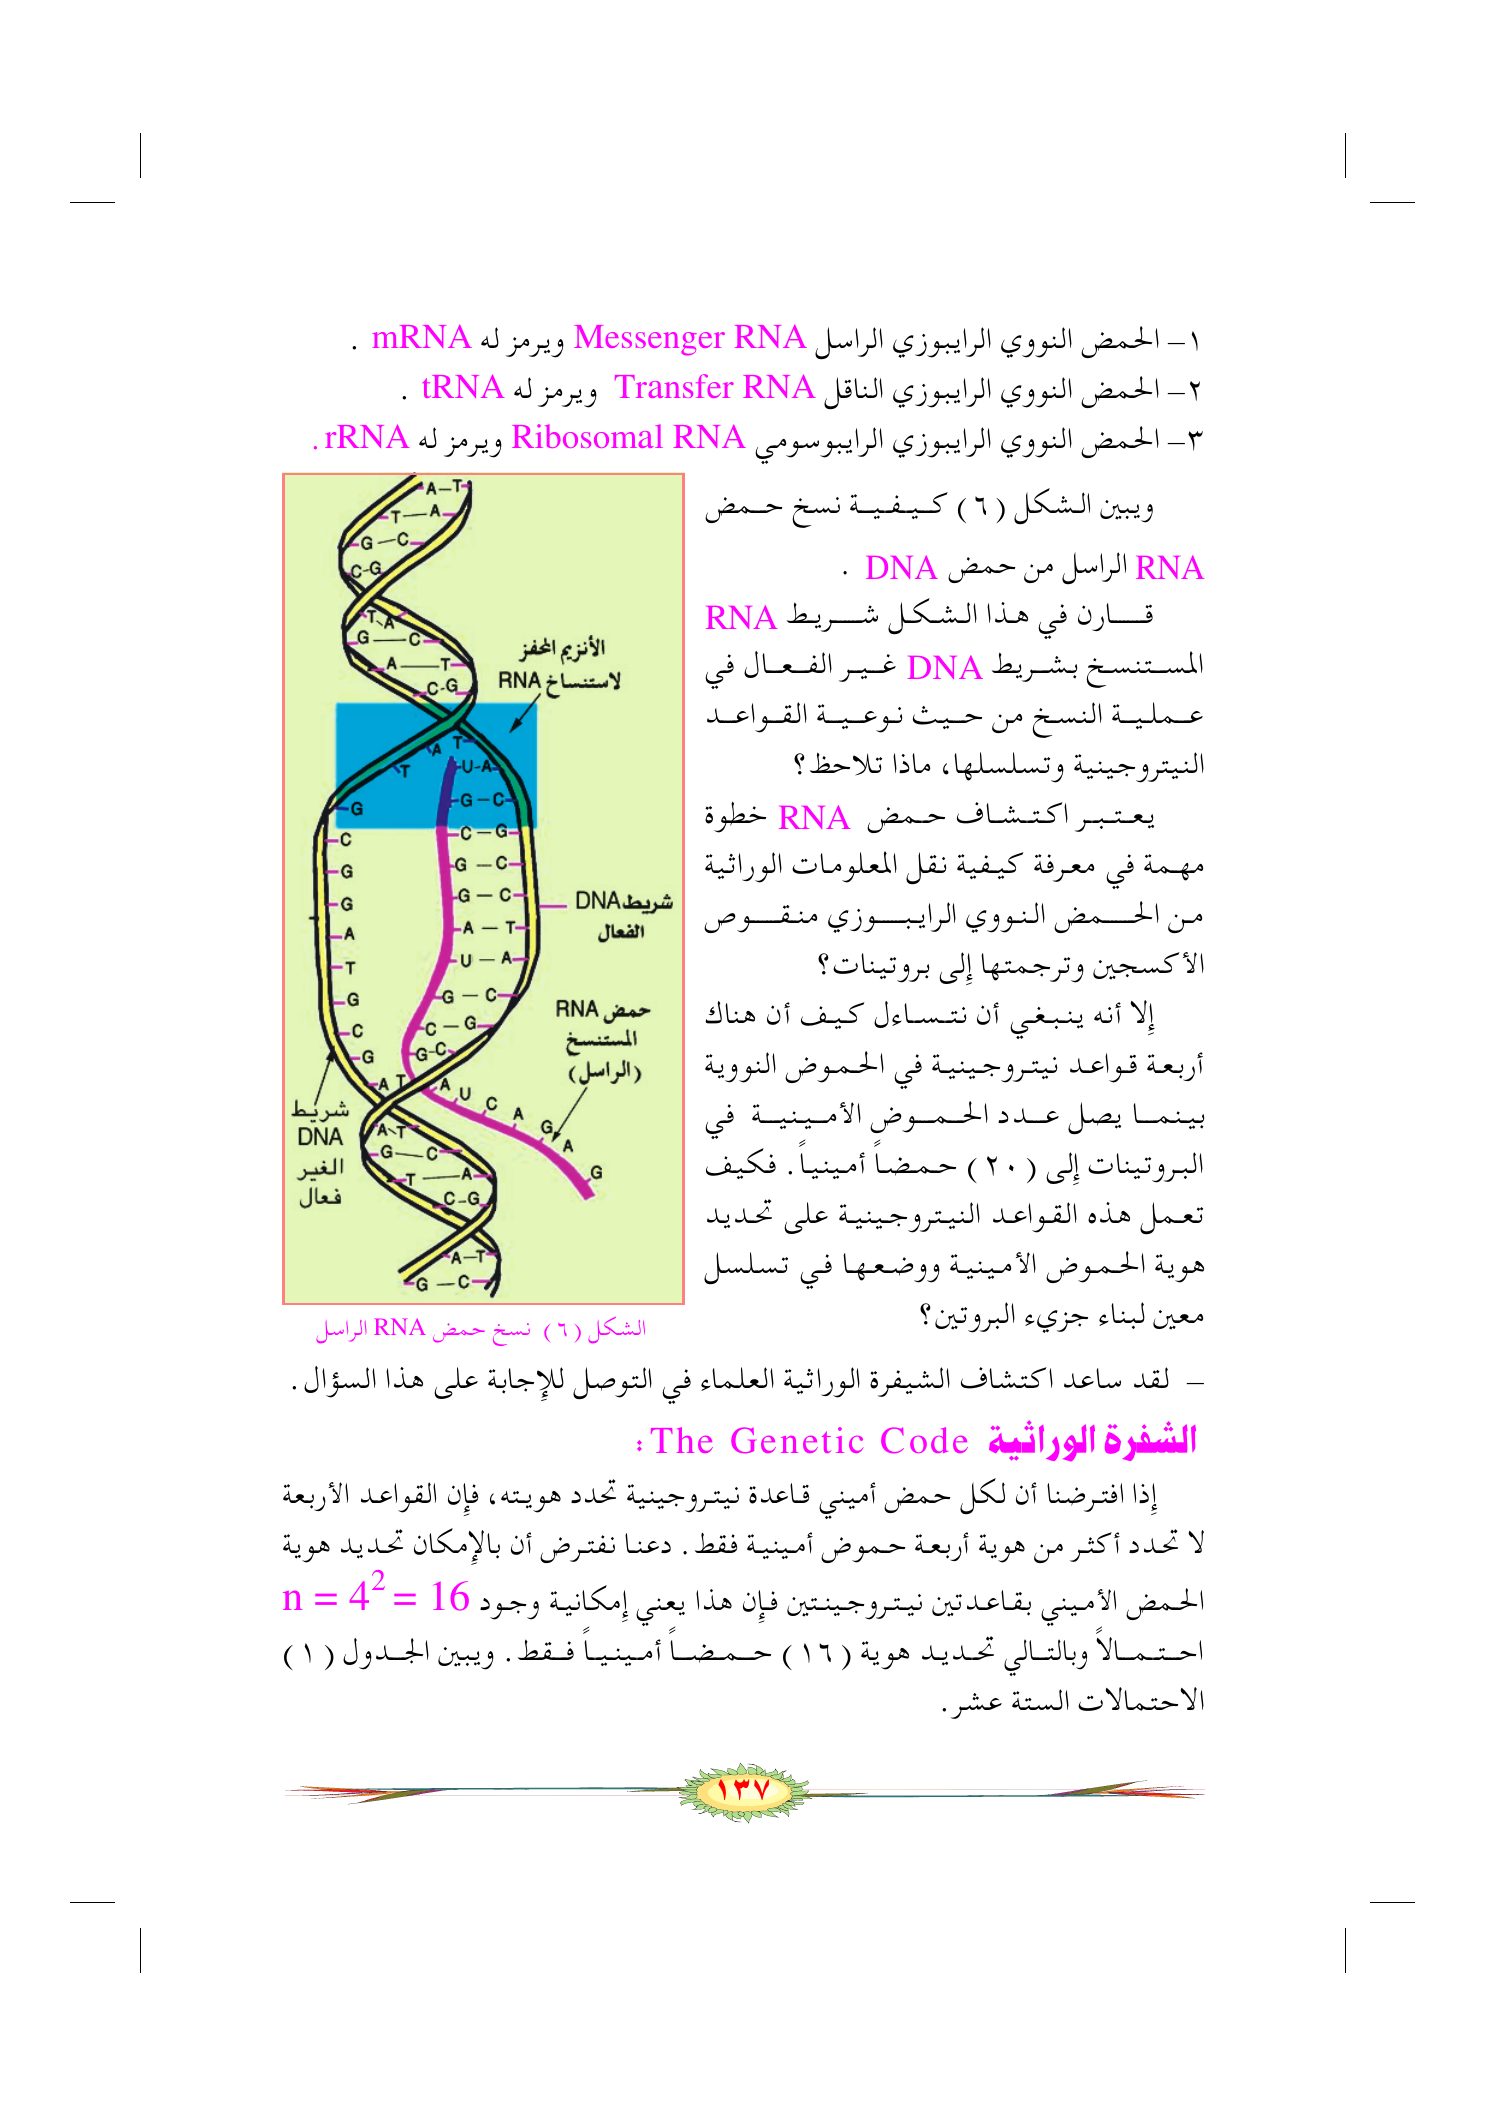 ١– الحمض النووي الرايبوزي الراسل Messenger RNA ويرمز له mRNA .
٢– الحمض النووي الرايبوزي الناقل Transfer RNA ويرمز له tRNA .
٣– الحمض النووي الرايبوزي الرايبوسومي Ribosomal RNA ويرمز له rRNA .
ويبين الشكل ( ٦ ) كيفية نسخ حمض
RNA الراسل من حمض DNA .
قارن في هذا الشكل شريط RNA
المستنسخ بشريط DNA غير الفعال في
عملية النسخ من حيث نوعية القواعد
النيتروجينية وتسلسلها، ماذا تلاحظ؟
يعتبر اكتشاف حمض RNA خطوة
مهمة في معرفة كيفية نقل المعلومات الوراثية
من الحمض النووي الرايبوزي منقوص
الأكسجين وترجمتها إلى بروتينات؟
إلا أنه ينبغي أن نتساءل كيف أن هناك
أربعة قواعد نيتروجينية في الحموض النووية
بينما يصل عدد الحموض الأمينية في
البروتينات إلى ( ٢٠ ) حمضاً أمينياً . فكيف
تعمل هذه القواعد النيتروجينية على تحديد
هوية الحموض الأمينية ووضعها في تسلسل
معين لبناء جزيء البروتين؟
A – T
T — A
G – C
C - G
T - A
G — C
A — T
C - G
الأنزيم المحفز
لاستنساخ RNA
A T
T U - A
G G – C
C C – G
G G – C
G G – C
شريط DNA
الفعال
A A – T
T U – A
G G – C
C C – G
G G - C
حمض RNA
المستنسخ
(الراسل)
A T A U C A G A G
شريط
DNA
الغير
فعال
A - T
G — C
T — A
C - G
A – T
G – C
الشكل ( ٦ ) نسخ حمض RNA الراسل
– لقد ساعد اكتشاف الشيفرة الوراثية العلماء في التوصل للإجابة على هذا السؤال .
الشفرة الوراثية The Genetic Code :
إذا افترضنا أن لكل حمض أميني قاعدة نيتروجينية تحدد هويته، فإن القواعد الأربعة
لا تحدد أكثر من هوية أربعة حموض أمينية فقط . دعنا نفترض أن بالإمكان تحديد هوية
الحمض الأميني بقاعدتين نيتروجينتين فإن هذا يعني إمكانية وجود n = 4² = 16
احتمالاً وبالتالي تحديد هوية ( ١٦ ) حمضاً أمينياً فقط . ويبين الجدول ( ١ )
الاحتمالات الستة عشر .
١٣٧